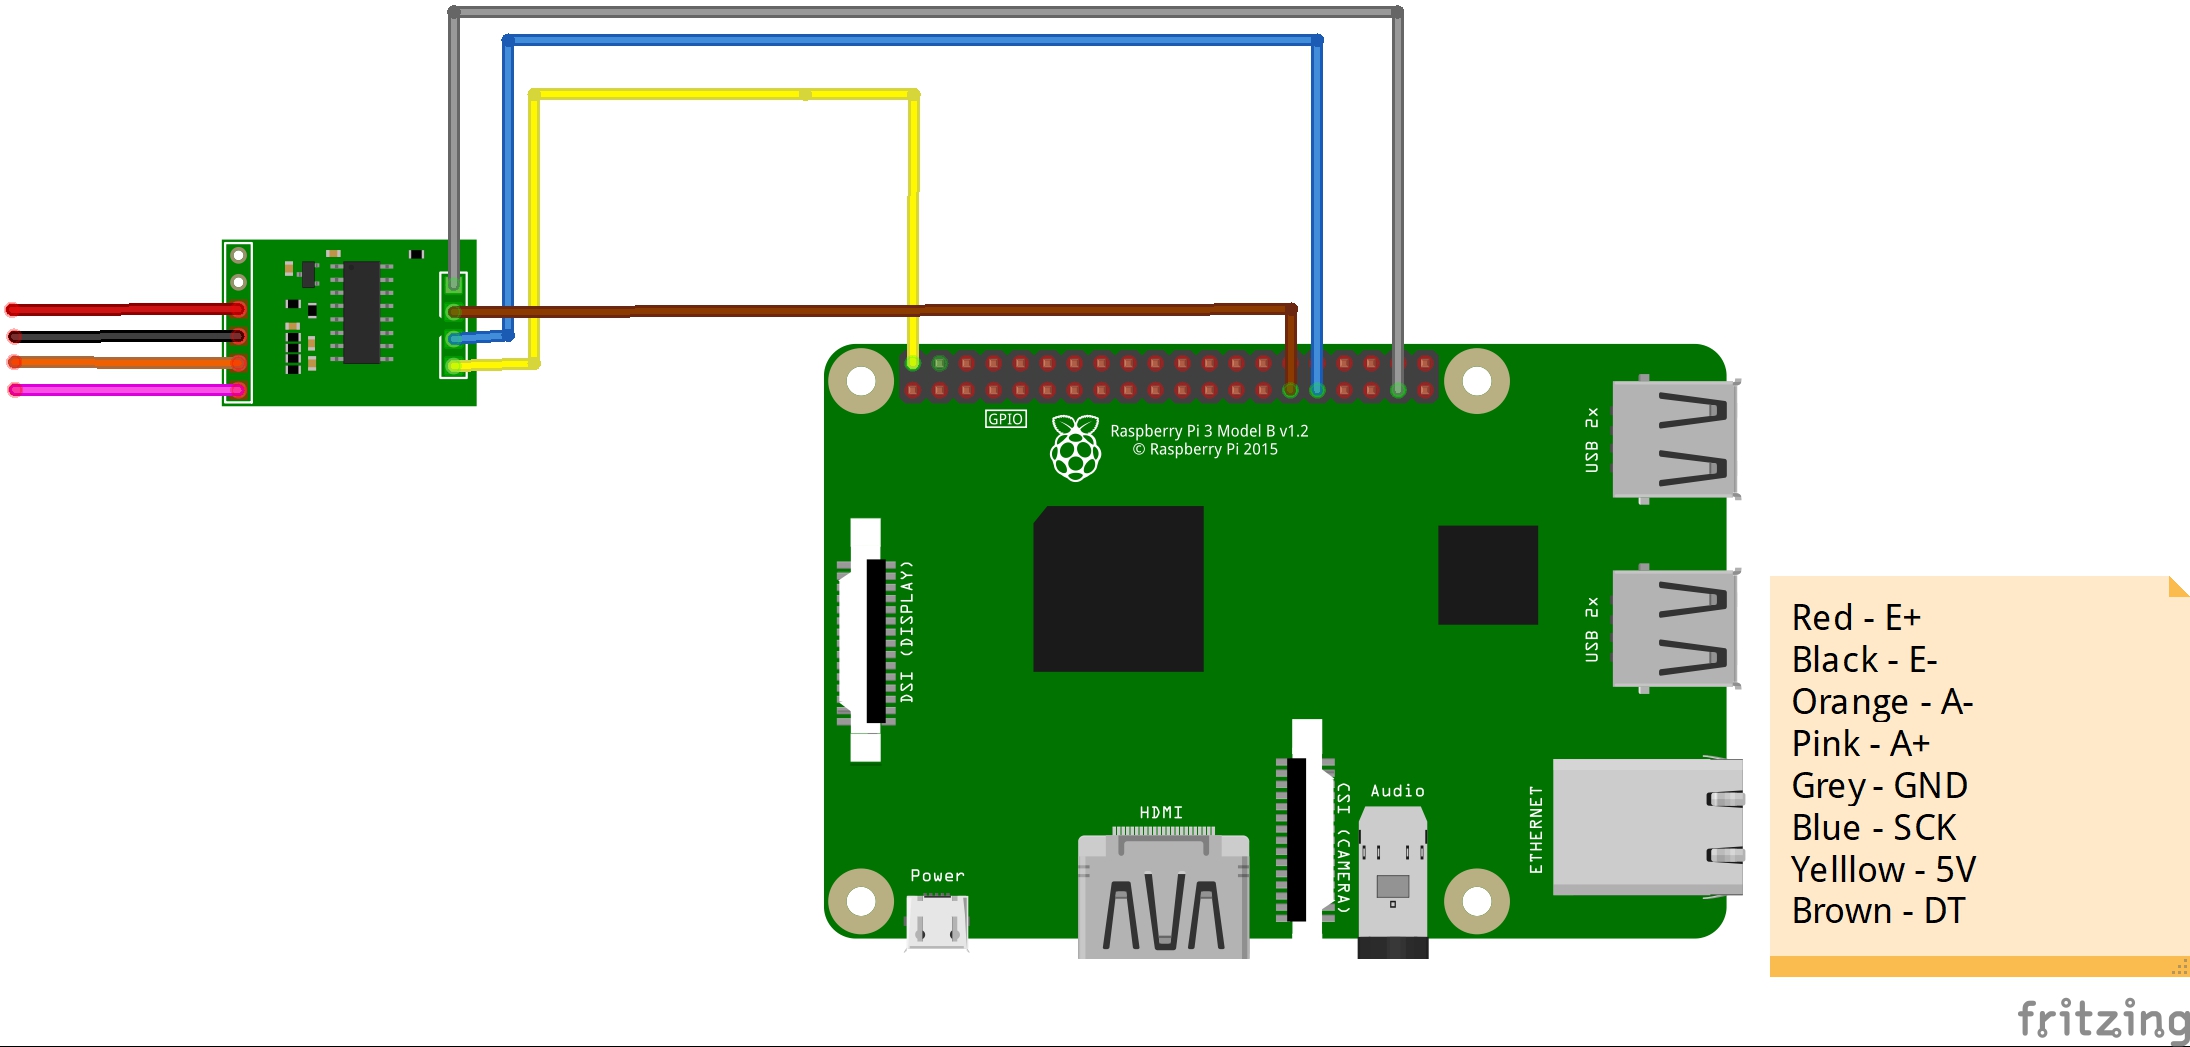 GPIO
Raspberry Pi 3 Model B v1.2
© Raspberry Pi 2015
USB 2x
USB 2x
DSI (DISPLAY)
Red - E+
Black - E-
Orange - A-
Pink - A+
Grey - GND
Blue - SCK
Yelllow - 5V
Brown - DT
Power
HDMI
CSI (CAMERA)
Audio
ETHERNET
fritzing